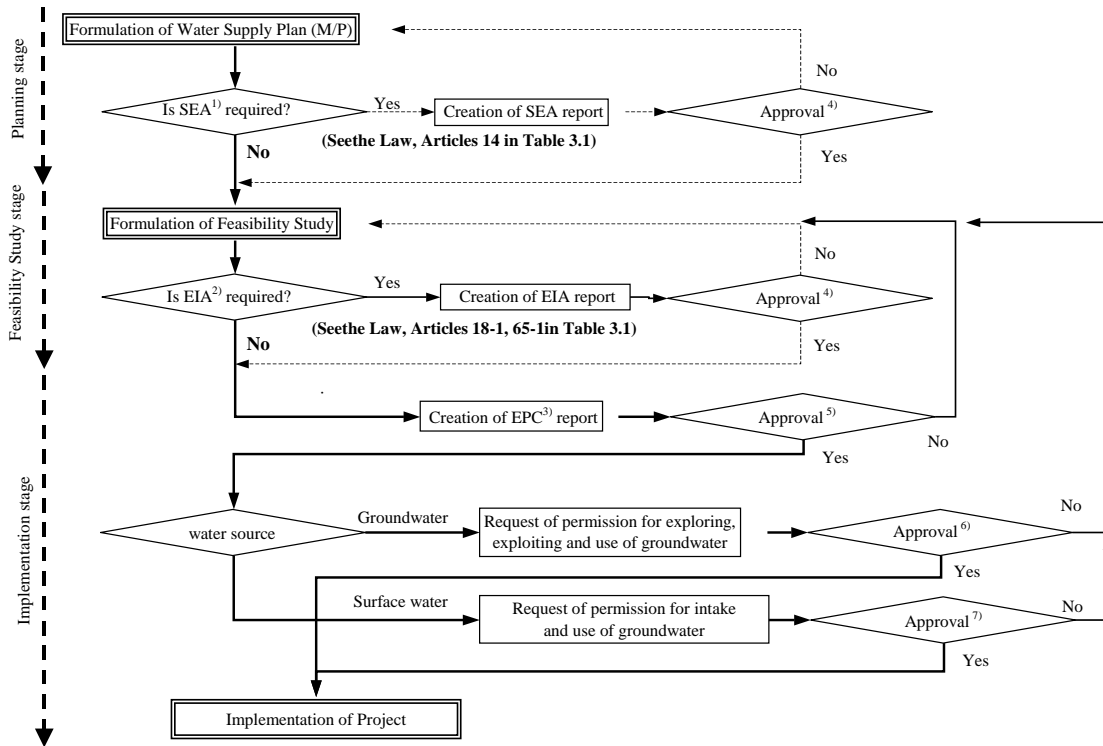 Planning stage
Formulation of Water Supply Plan (M/P)
No
Is SEA1) required?
Yes
Creation of SEA report
Approval 4)
(Seethe Law, Articles 14 in Table 3.1)
No
Yes
Feasibility Study stage
Formulation of Feasibility Study
No
Is EIA2) required?
Yes
Creation of EIA report
Approval 4)
(Seethe Law, Articles 18-1, 65-1in Table 3.1)
No
Yes
Implementation stage
Creation of EPC3) report
Approval 5)
No
Yes
water source
Groundwater
Request of permission for exploring,
exploiting and use of groundwater
Approval 6)
No
Yes
Surface water
Request of permission for intake
and use of groundwater
Approval 7)
No
Yes
Implementation of Project